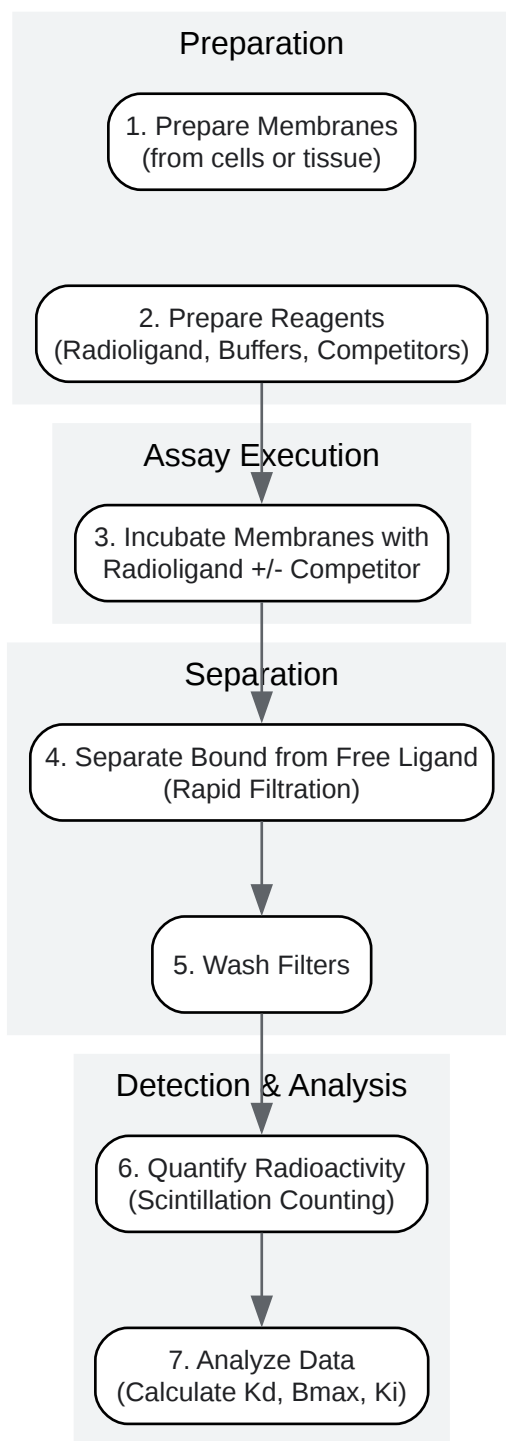 Preparation
1. Prepare Membranes
(from cells or tissue)
2. Prepare Reagents
(Radioligand, Buffers, Competitors)
Assay Execution
3. Incubate Membranes with
Radioligand +/- Competitor
Separation
4. Separate Bound from Free Ligand
(Rapid Filtration)
5. Wash Filters
Detection & Analysis
6. Quantify Radioactivity
(Scintillation Counting)
7. Analyze Data
(Calculate Kd, Bmax, Ki)